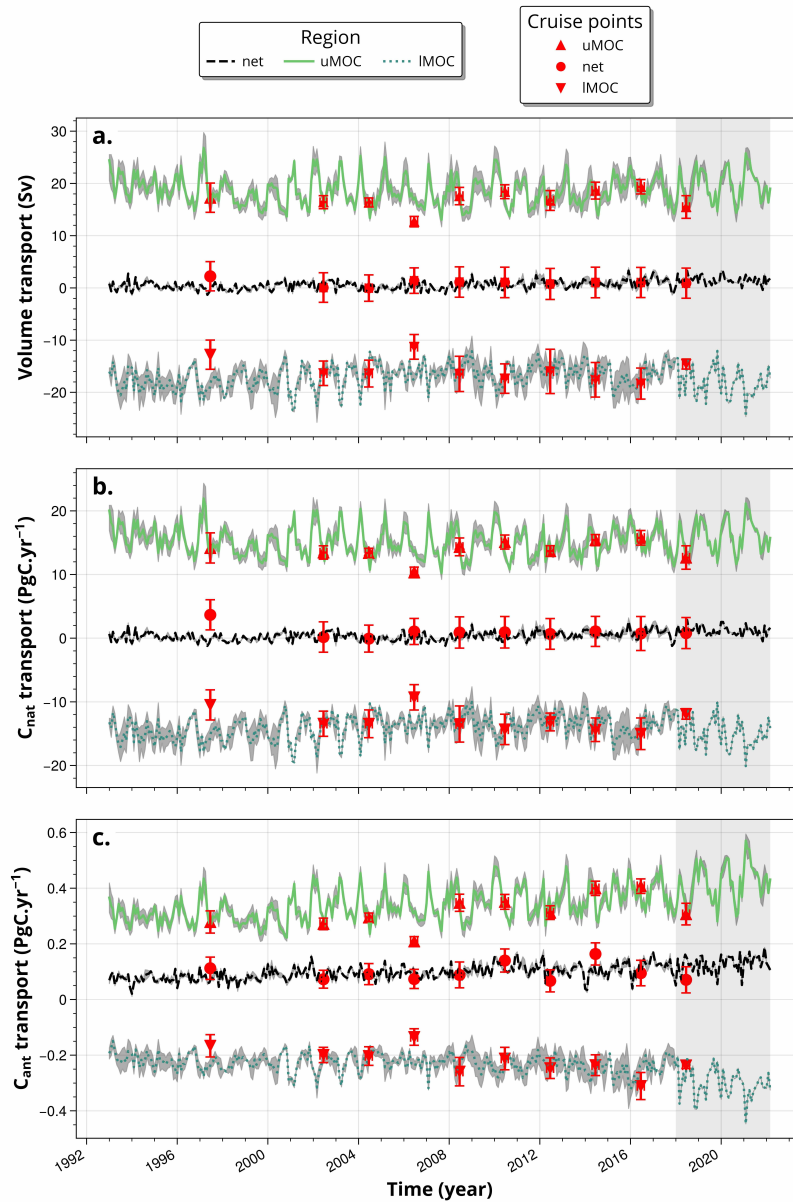 Region
net uMOC lMOC
Cruise points
uMOC
net
lMOC
a.
30
20
10
0
−10
−20
Volume transport (Sv)
b.
20
10
0
−10
−20
Cnat transport (PgC.yr−1)
c.
0.6
0.4
0.2
0
−0.2
−0.4
Cant transport (PgC.yr−1)
1992 1996 2000 2004 2008 2012 2016 2020
Time (year)